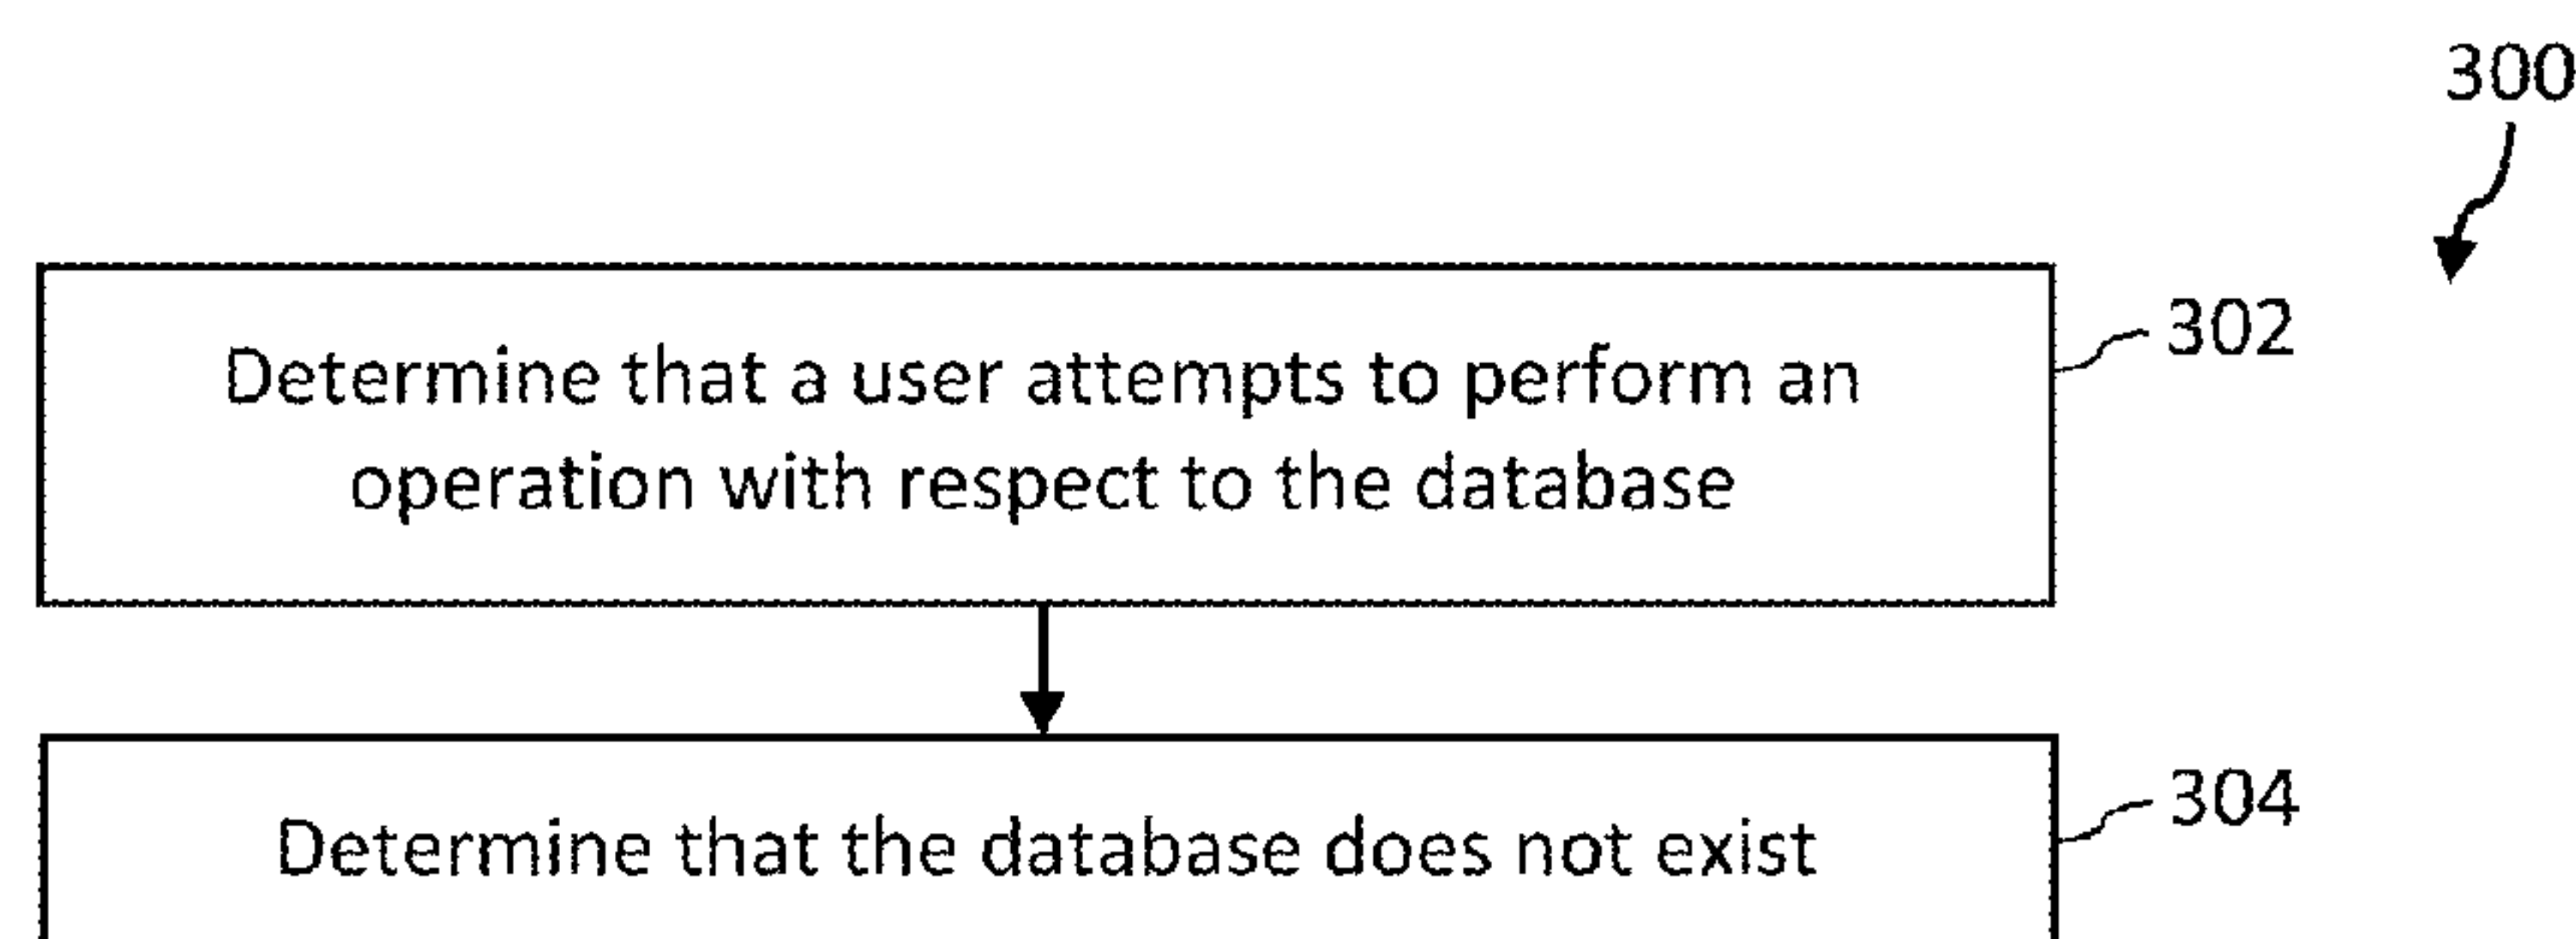 300
302
Determine that a user attempts to perform an
operation with respect to the database
304
Determine that the database does not exist